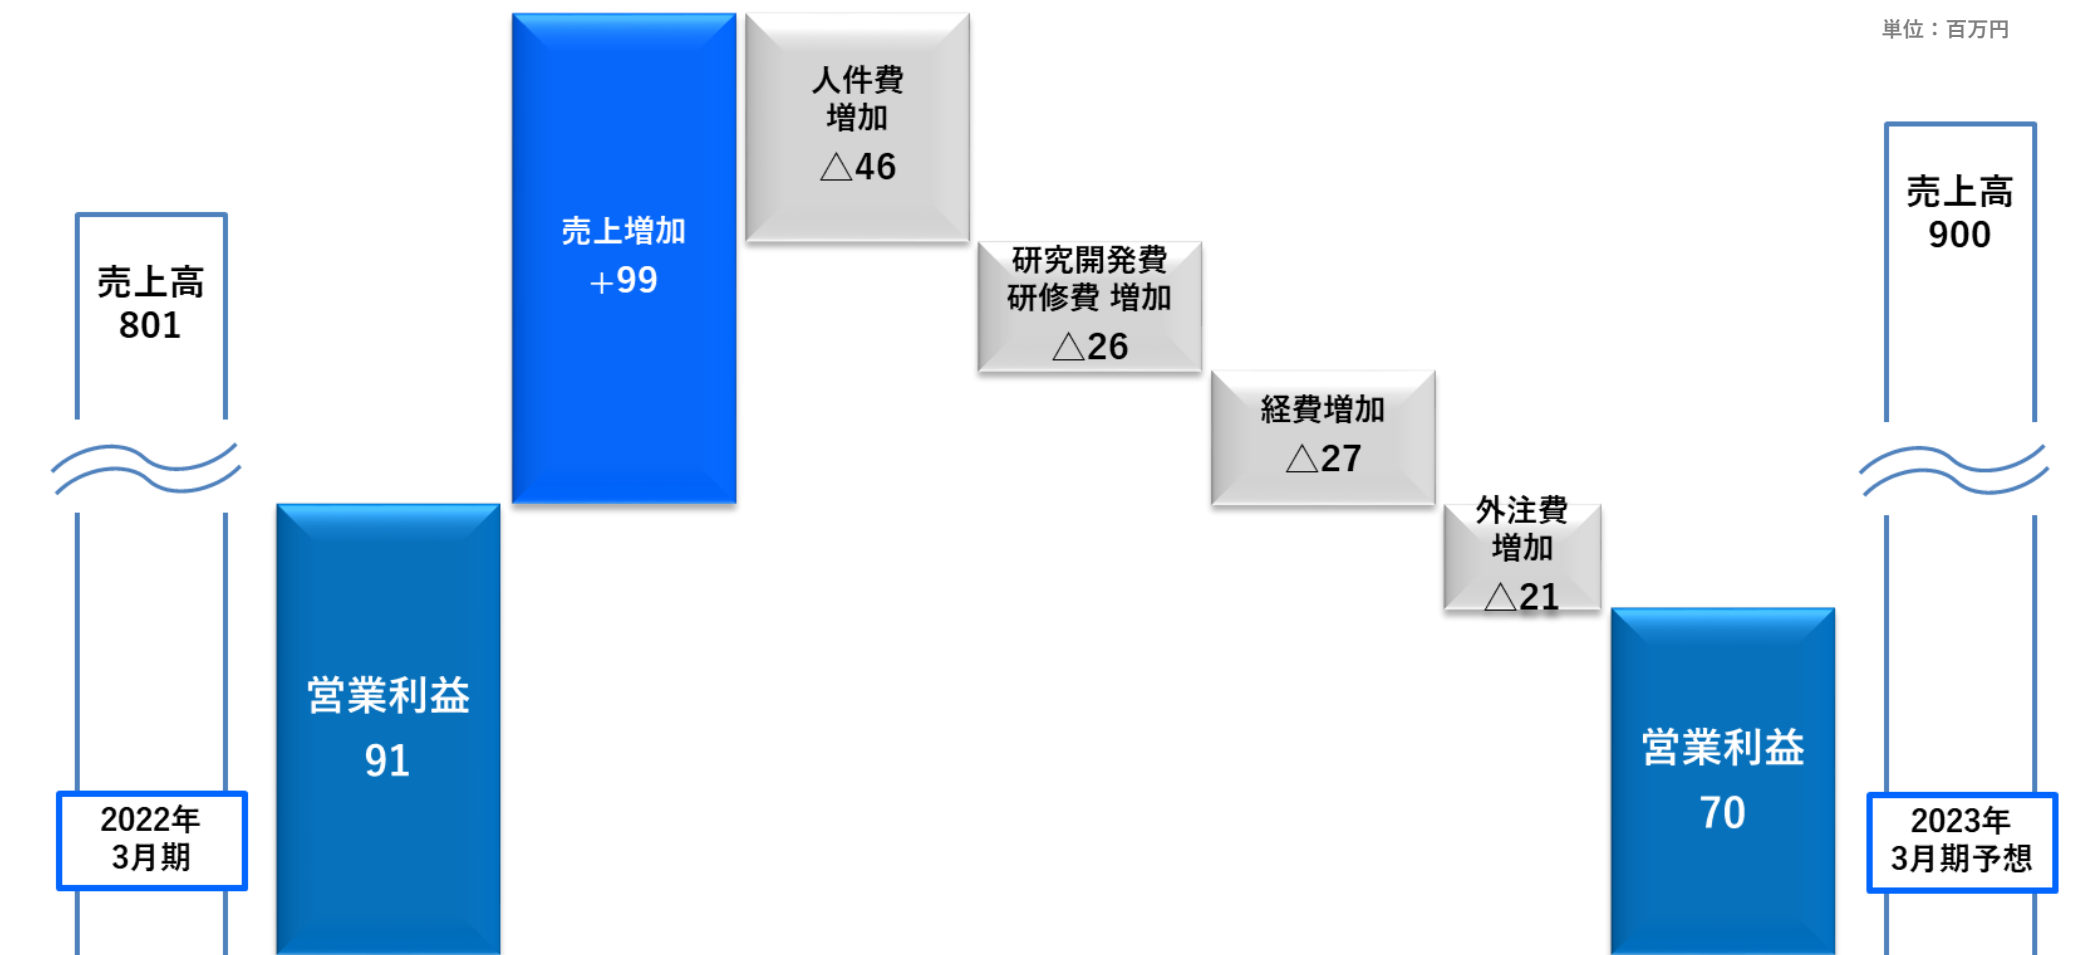 単位：百万円
売上高
801
2022年
3月期
営業利益
91
売上増加
+99
人件費
増加
△46
研究開発費
研修費 増加
△26
経費増加
△27
外注費
増加
△21
営業利益
70
売上高
900
2023年
3月期予想